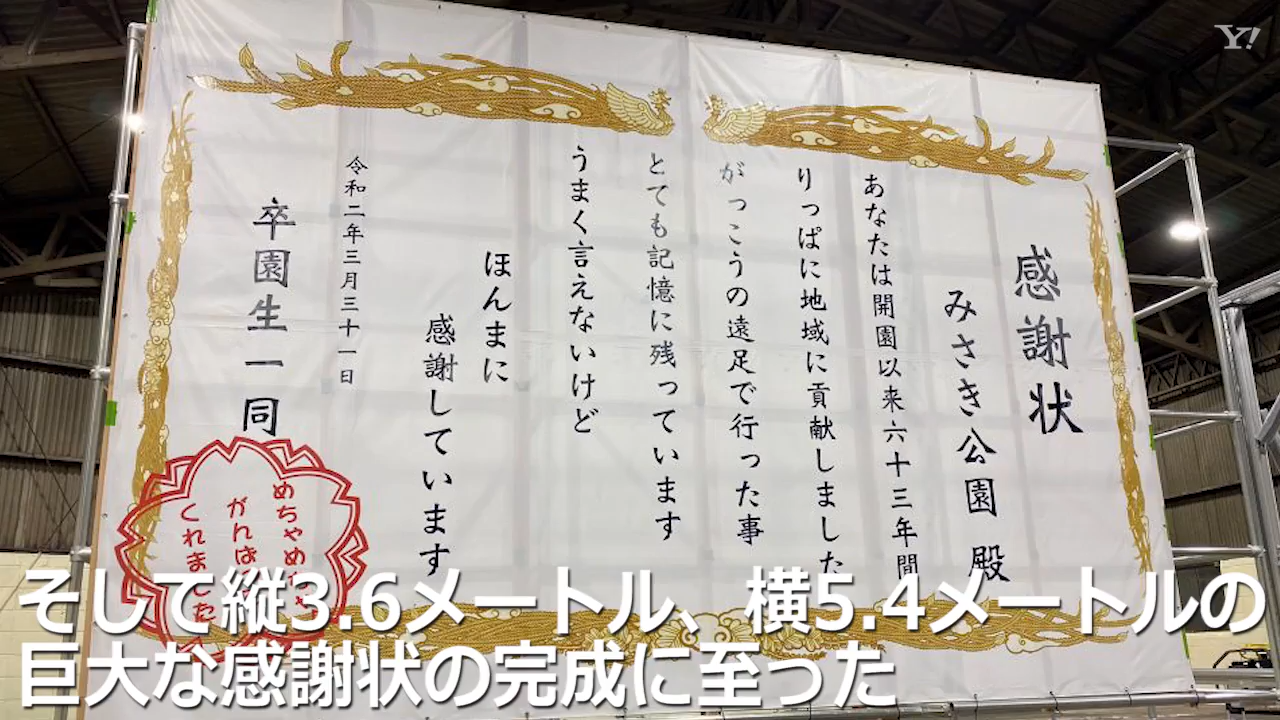 感謝状
みさき公園 殿
あなたは開園以来六十三年間
りっぱに地域に貢献しました
がっこうの遠足で行った事
とても記憶に残っています
うまく言えないけど
ほんまに
感謝しています
令和二年三月三十一日
卒園生一同
めちゃめちゃ
がんばって
くれました
そして縦3.6メートル、横5.4メートルの
巨大な感謝状の完成に至った
Y!